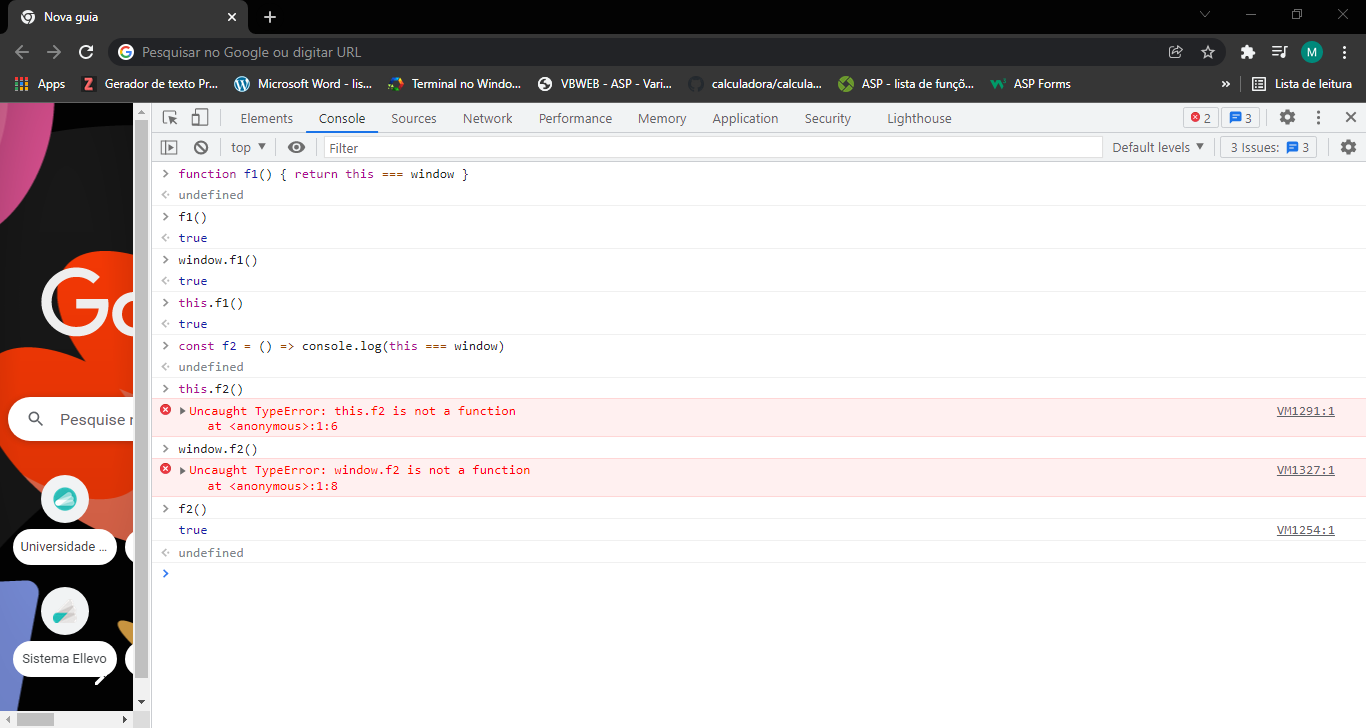 Nova guia
Pesquisar no Google ou digitar URL
M
Apps
Gerador de texto Pr...
Microsoft Word - lis...
Terminal no Window...
VBWEB - ASP - Vari...
calculadora/calcula...
ASP - lista de funçõ...
ASP Forms
»
Lista de leitura
Elements
Console
Sources
Network
Performance
Memory
Application
Security
Lighthouse
2
3
top
Filter
Default levels
3 Issues:
3
function f1() { return this === window }
undefined
f1()
true
window.f1()
true
this.f1()
true
const f2 = () => console.log(this === window)
undefined
this.f2()
Uncaught TypeError: this.f2 is not a function
VM1291:1
at <anonymous>:1:6
window.f2()
Uncaught TypeError: window.f2 is not a function
VM1327:1
at <anonymous>:1:8
f2()
true
VM1254:1
undefined
Go
Pesquise
Universidade ...
Sistema Ellevo